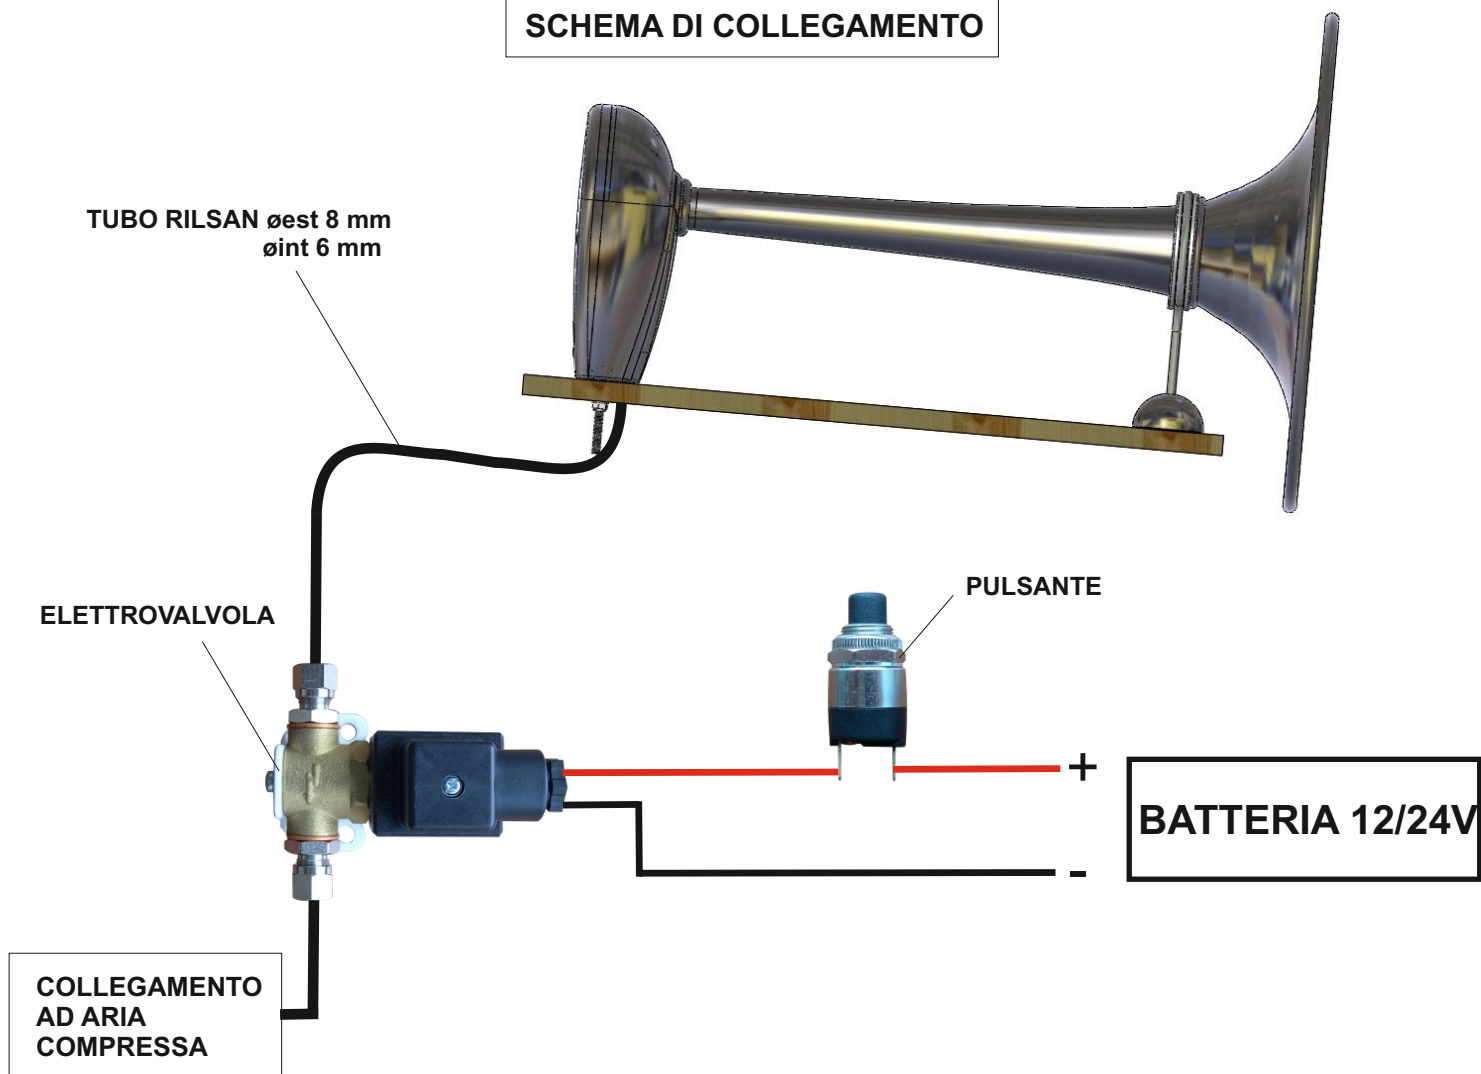 SCHEMA DI COLLEGAMENTO
TUBO RILSAN øest 8 mm
øint 6 mm
ELETTROVALVOLA
PULSANTE
+
BATTERIA 12/24V
-
COLLEGAMENTO
AD ARIA
COMPRESSA